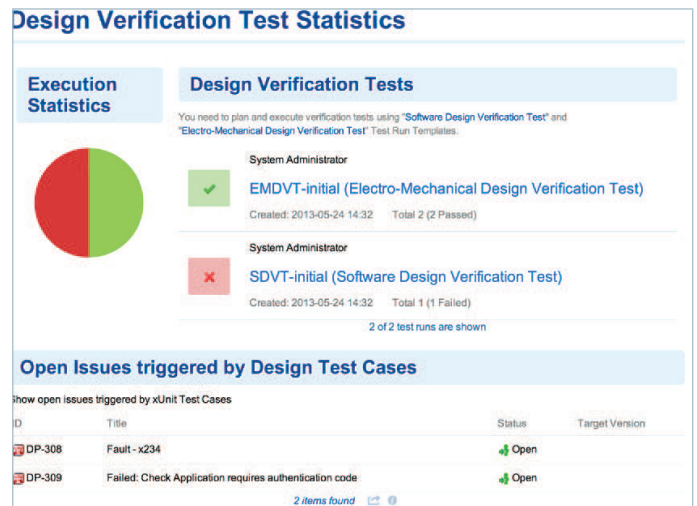 Design Verification Test Statistics
Execution
Statistics
Design Verification Tests
You need to plan and execute verification tests using "Software Design Verification Test" and
"Electro-Mechanical Design Verification Test" Test Run Templates.
System Administrator
EMDVT-initial (Electro-Mechanical Design Verification Test)
Created: 2013-05-24 14:32 Total 2 (2 Passed)
System Administrator
SDVT-initial (Software Design Verification Test)
Created: 2013-05-24 14:32 Total 1 (1 Failed)
2 of 2 test runs are shown
Open Issues triggered by Design Test Cases
Show open issues triggered by xUnit Test Cases
ID Title Status Target Version
DP-308 Fault - x234 Open
DP-309 Failed: Check Application requires authentication code Open
2 items found